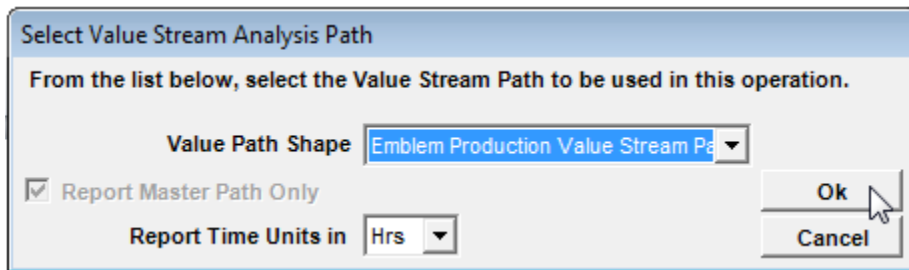 Select Value Stream Analysis Path
From the list below, select the Value Stream Path to be used in this operation.
Value Path Shape Emblem Production Value Stream Pa
Report Master Path Only Ok
Report Time Units in Hrs Cancel